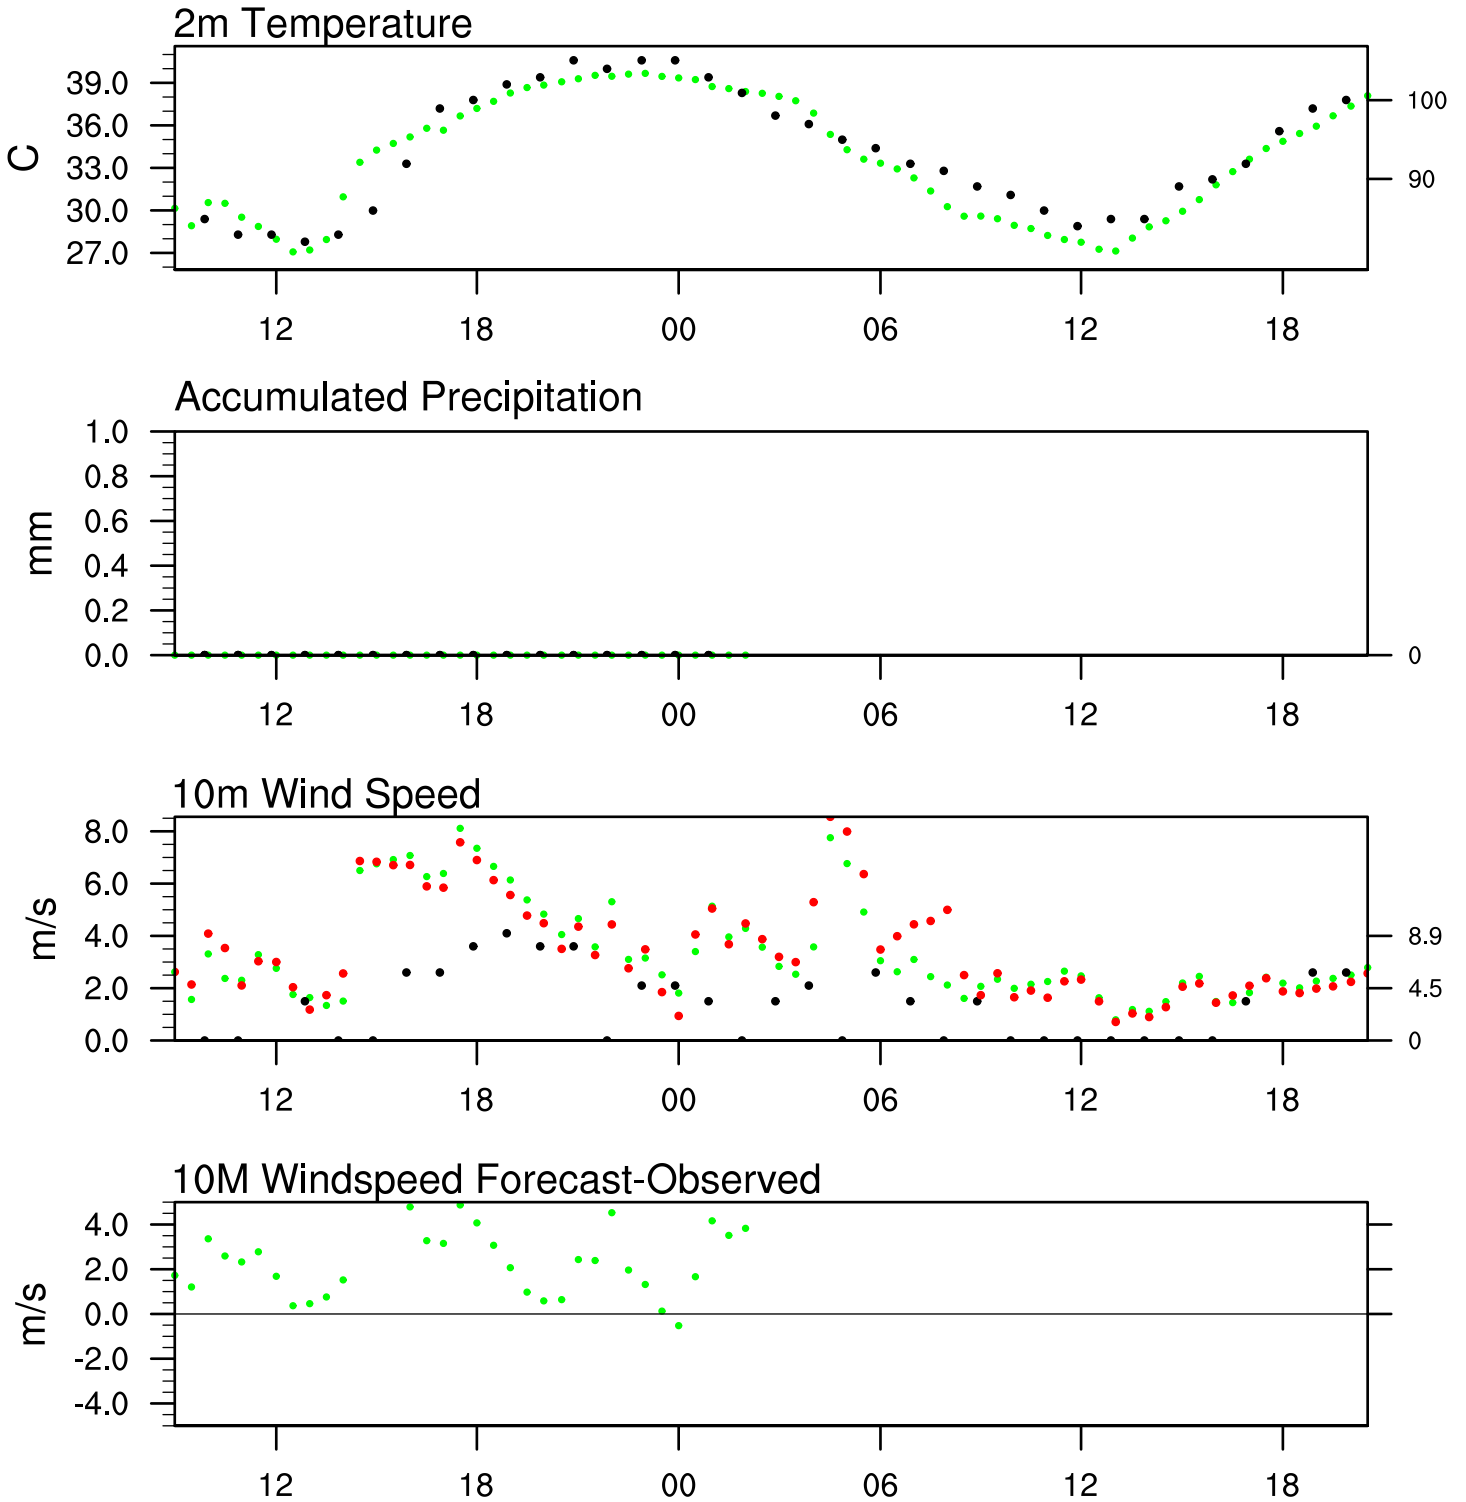 2m Temperature
39.0
36.0
33.0
30.0
27.0
C
100
90
12 18 00 06 12 18
Accumulated Precipitation
1.0
0.8
0.6
0.4
0.2
0.0
mm
0
12 18 00 06 12 18
10m Wind Speed
8.0
6.0
4.0
2.0
0.0
m/s
8.9
4.5
0
12 18 00 06 12 18
10M Windspeed Forecast-Observed
4.0
2.0
0.0
-2.0
-4.0
m/s
12 18 00 06 12 18